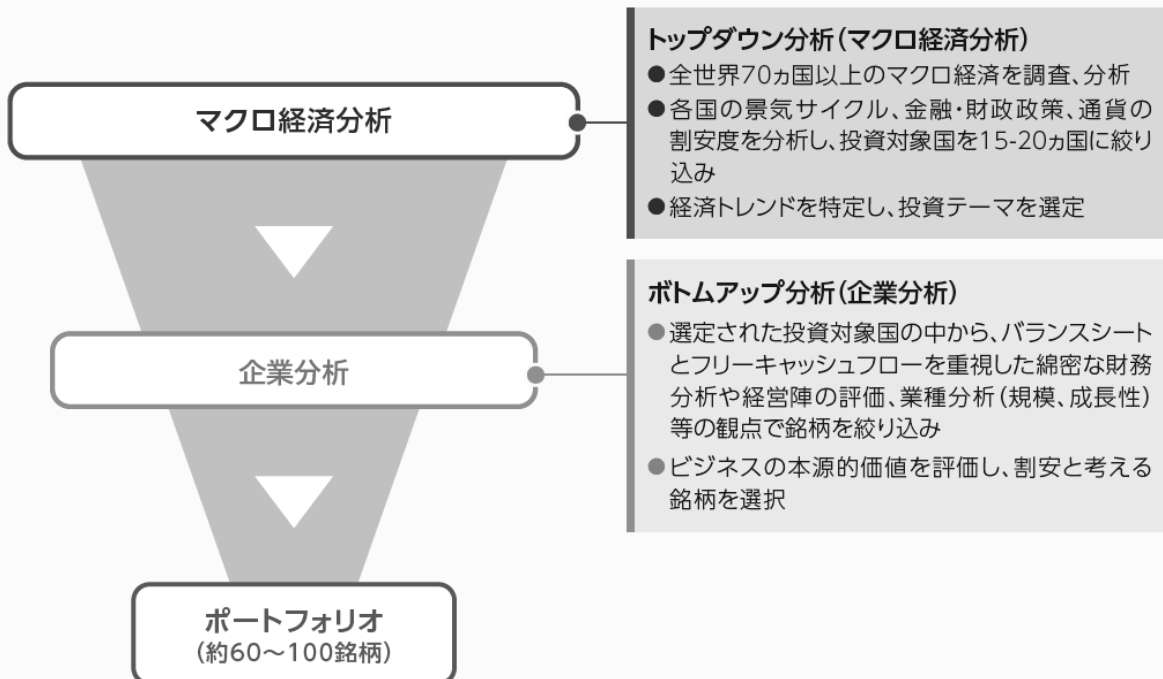 マクロ経済分析
トップダウン分析(マクロ経済分析)
●全世界70ヵ国以上のマクロ経済を調査、分析
●各国の景気サイクル、金融・財政政策、通貨の
割安度を分析し、投資対象国を15-20ヵ国に絞り
込み
●経済トレンドを特定し、投資テーマを選定
企業分析
ボトムアップ分析(企業分析)
●選定された投資対象国の中から、バランスシート
とフリーキャッシュフローを重視した綿密な財務
分析や経営陣の評価、業種分析(規模、成長性)
等の観点で銘柄を絞り込み
●ビジネスの本源的価値を評価し、割安と考える
銘柄を選択
ポートフォリオ
(約60〜100銘柄)